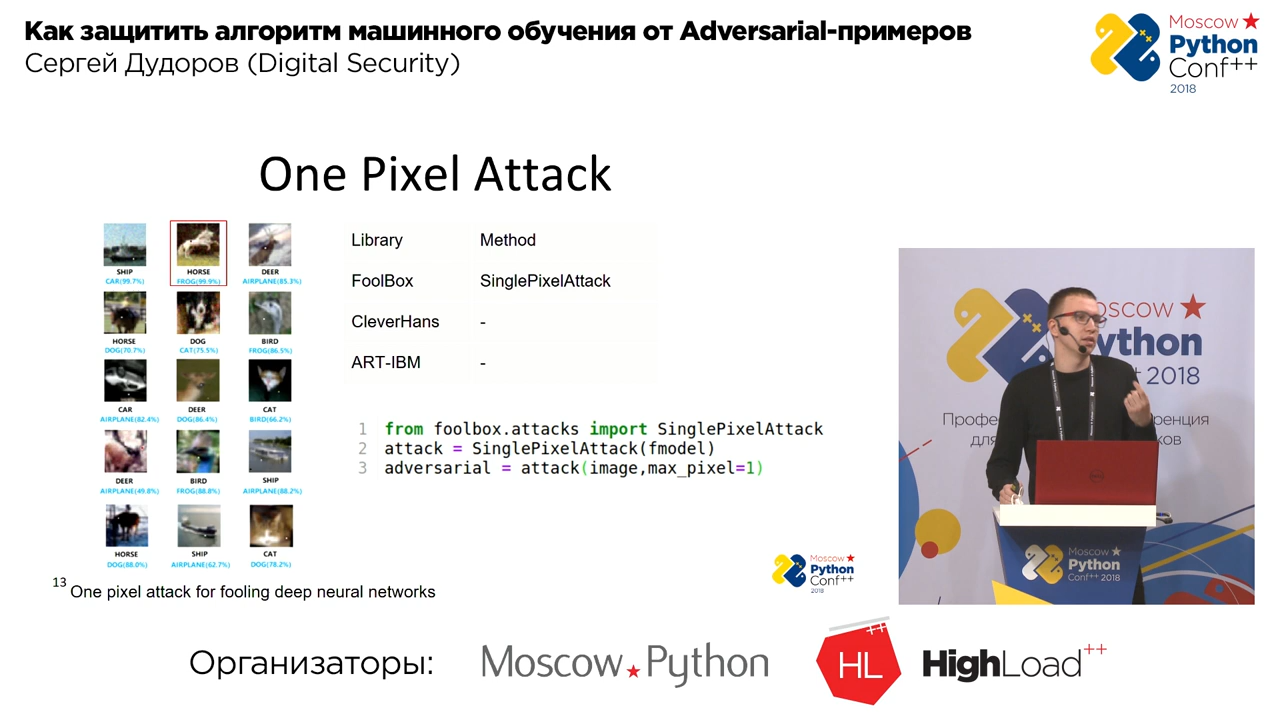 Как защитить алгоритм машинного обучения от Adversarial-примеров
Сергей Дудоров (Digital Security)
Moscow
Python
Conf++
2018
One Pixel Attack
SHIP HORSE DEER
CAR(99.7%) FROG(99.9%) AIRPLANE(85.3%)
HORSE DOG BIRD
DOG(70.7%) CAT(75.5%) FROG(86.5%)
CAR DEER CAT
AIRPLANE(82.4%) DOG(86.4%) BIRD(66.2%)
DEER BIRD SHIP
AIRPLANE(49.8%) FROG(88.8%) AIRPLANE(88.2%)
HORSE SHIP CAT
DOG(88.0%) AIRPLANE(62.7%) DOG(78.2%)
Library Method
FoolBox SinglePixelAttack
CleverHans -
ART-IBM -
1 from foolbox.attacks import SinglePixelAttack
2 attack = SinglePixelAttack(fmodel)
3 adversarial = attack(image,max_pixel=1)
13 One pixel attack for fooling deep neural networks
Moscow
Python
Conf++
2018
2018
Moscow
Python
Conf++ 2018
Организаторы: Moscow Python HL++ HighLoad++